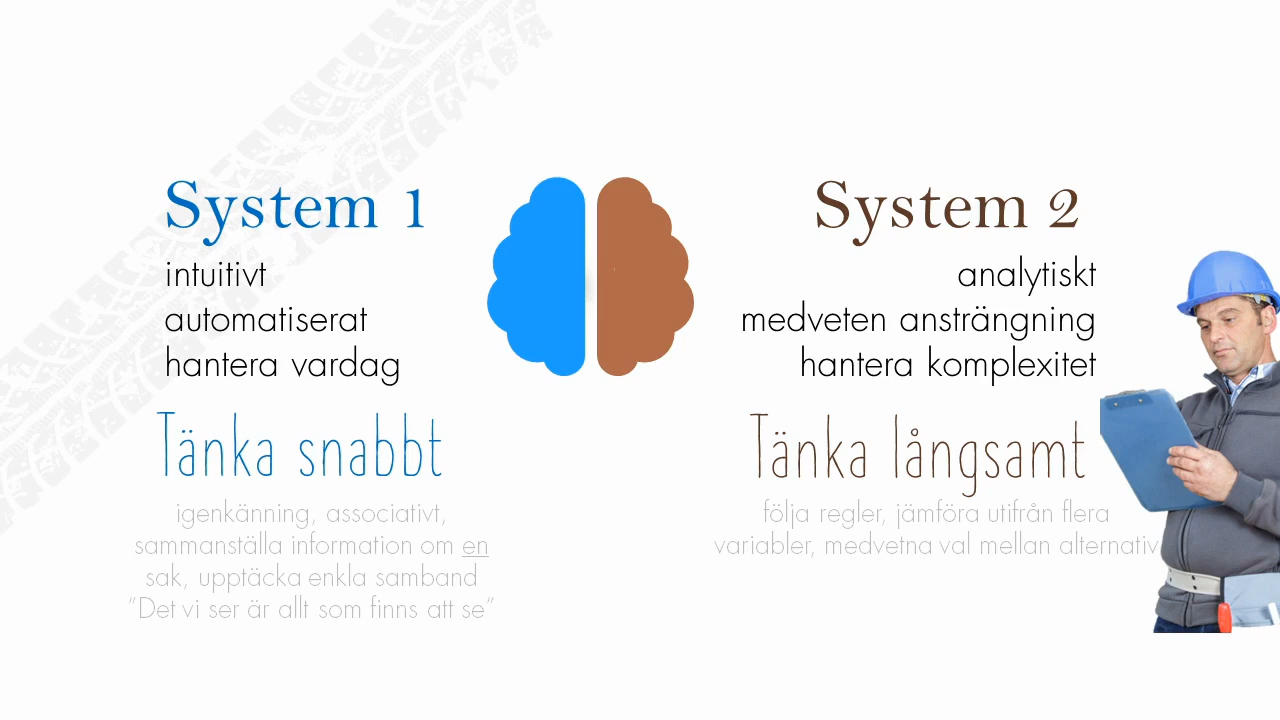 System 1
intuitivt
automatiserat
hantera vardag
Tänka snabbt
igenkänning, associativt,
sammanställa information om en
sak, upptäcka enkla samband
"Det vi ser är allt som finns att se"
System 2
analytiskt
medveten ansträngning
hantera komplexitet
Tänka långsamt
följa regler, jämföra utifrån flera
variabler, medvetna val mellan alternativ